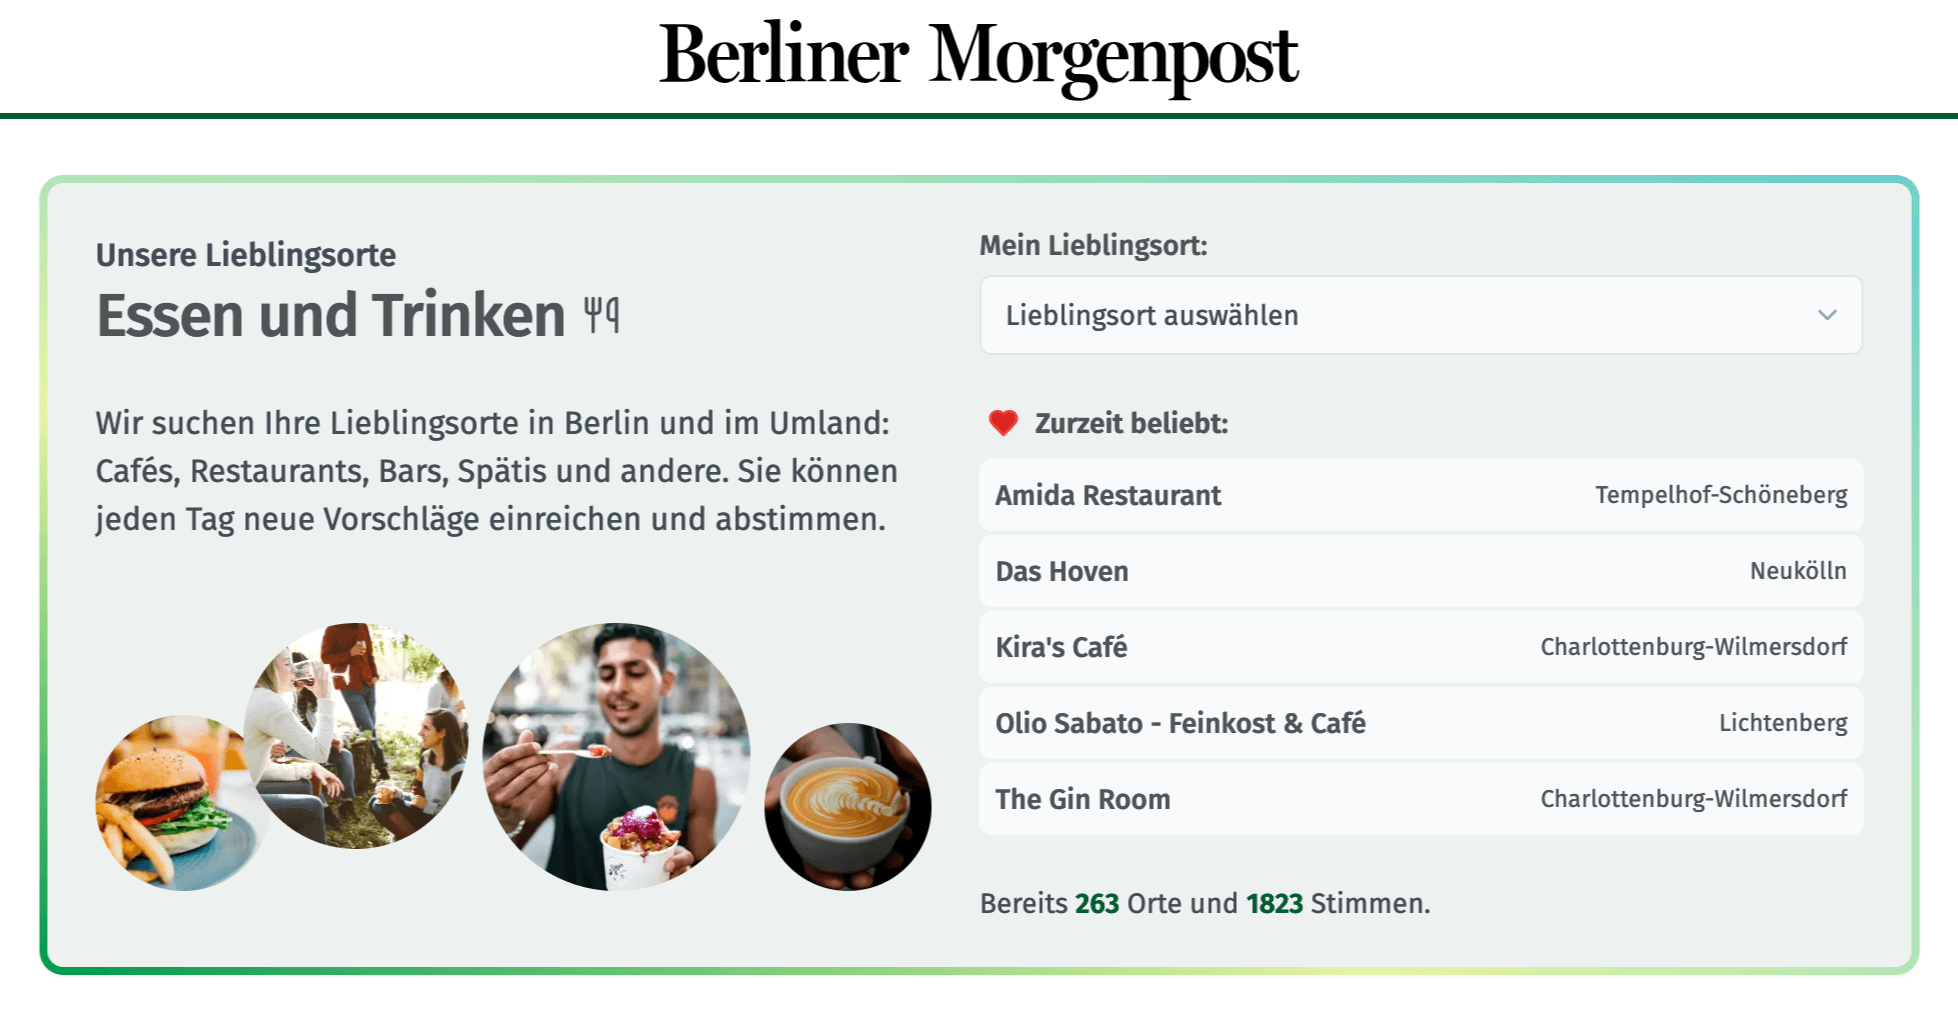 Berliner Morgenpost
Unsere Lieblingsorte
Essen und Trinken
Wir suchen Ihre Lieblingsorte in Berlin und im Umland:
Cafés, Restaurants, Bars, Spätis und andere. Sie können
jeden Tag neue Vorschläge einreichen und abstimmen.
Mein Lieblingsort:
Lieblingsort auswählen
Zurzeit beliebt:
Amida Restaurant Tempelhof-Schöneberg
Das Hoven Neukölln
Kira's Café Charlottenburg-Wilmersdorf
Olio Sabato - Feinkost & Café Lichtenberg
The Gin Room Charlottenburg-Wilmersdorf
Bereits 263 Orte und 1823 Stimmen.